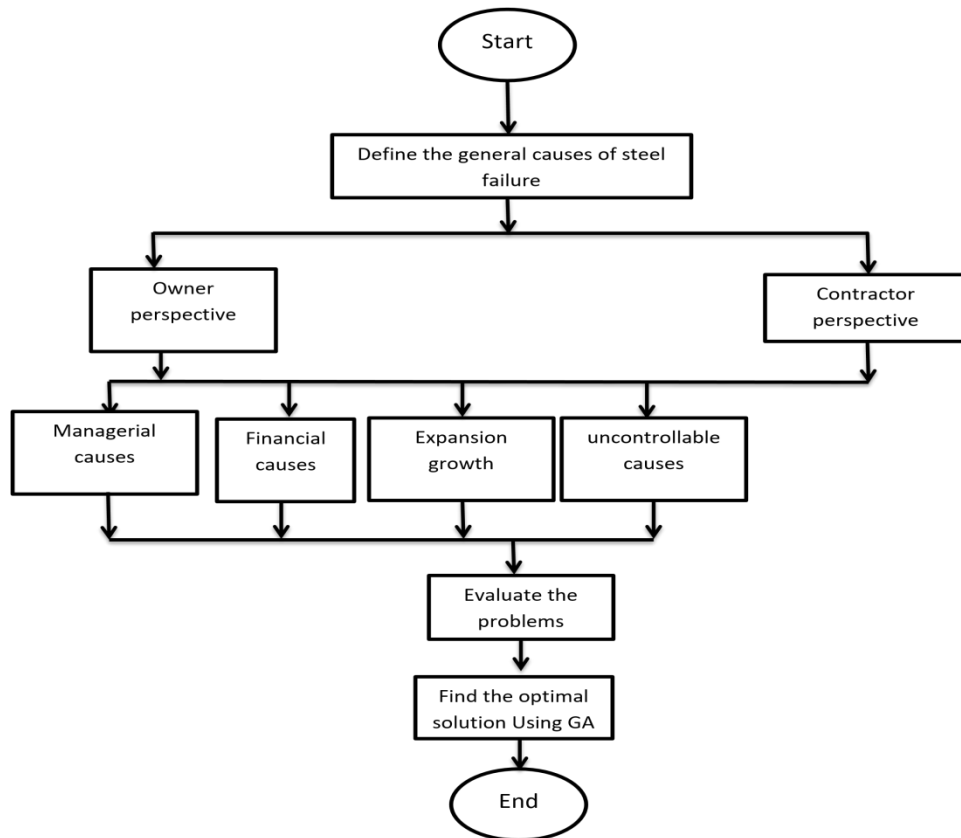 Start
Define the general causes of steel
failure
Owner
perspective
Contractor
perspective
Managerial
causes
Financial
causes
Expansion
growth
uncontrollable
causes
Evaluate the
problems
Find the optimal
solution Using GA
End